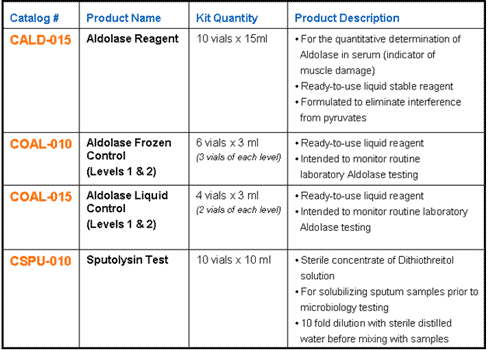 Catalog # Product Name Kit Quantity Product Description
CALD-015 Aldolase Reagent 10 vials x 15ml • For the quantitative determination of
Aldolase in serum (indicator of
muscle damage)
• Ready-to-use liquid stable reagent
• Formulated to eliminate interference
from pyruvates
COAL-010 Aldolase Frozen 6 vials x 3 ml • Ready-to-use liquid reagent
Control (3 vials of each level) • Intended to monitor routine
(Levels 1 & 2) laboratory Aldolase testing
COAL-015 Aldolase Liquid 4 vials x 3 ml • Ready-to-use liquid reagent
Control (2 vials of each level) • Intended to monitor routine laboratory
(Levels 1 & 2) Aldolase testing
CSPU-010 Sputolysin Test 10 vials x 10 ml • Sterile concentrate of Dithiothreitol
solution
• For solubilizing sputum samples prior to
microbiology testing
• 10 fold dilution with sterile distilled
water before mixing with samples